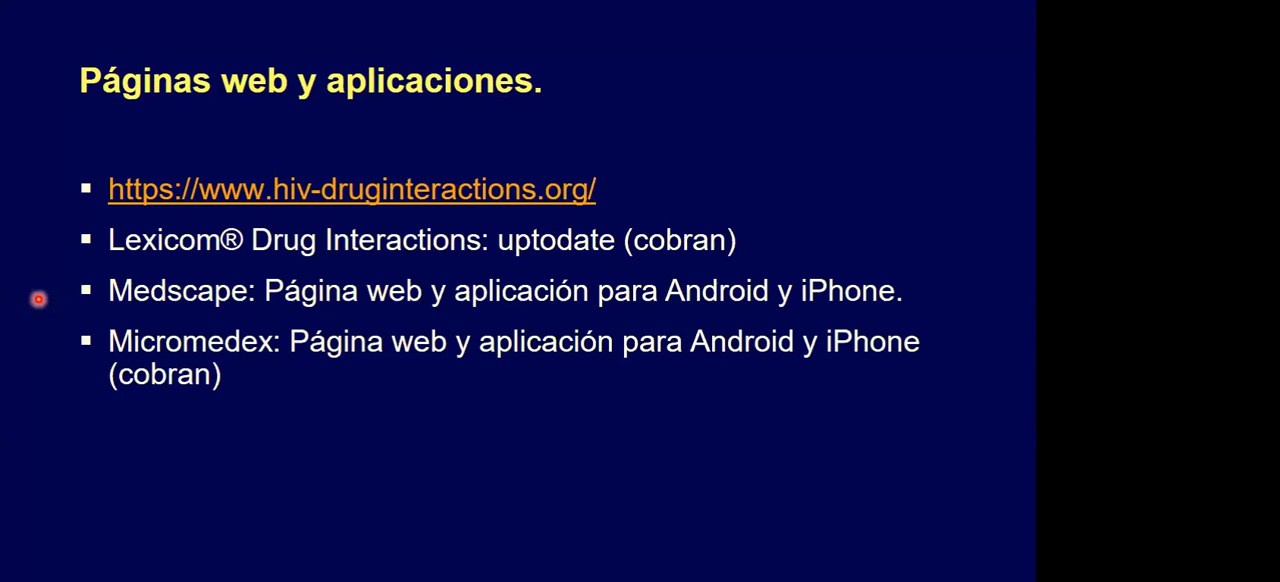 Páginas web y aplicaciones.
https://www.hiv-druginteractions.org/
Lexicom® Drug Interactions: uptodate (cobran)
Medscape: Página web y aplicación para Android y iPhone.
Micromedex: Página web y aplicación para Android y iPhone
(cobran)